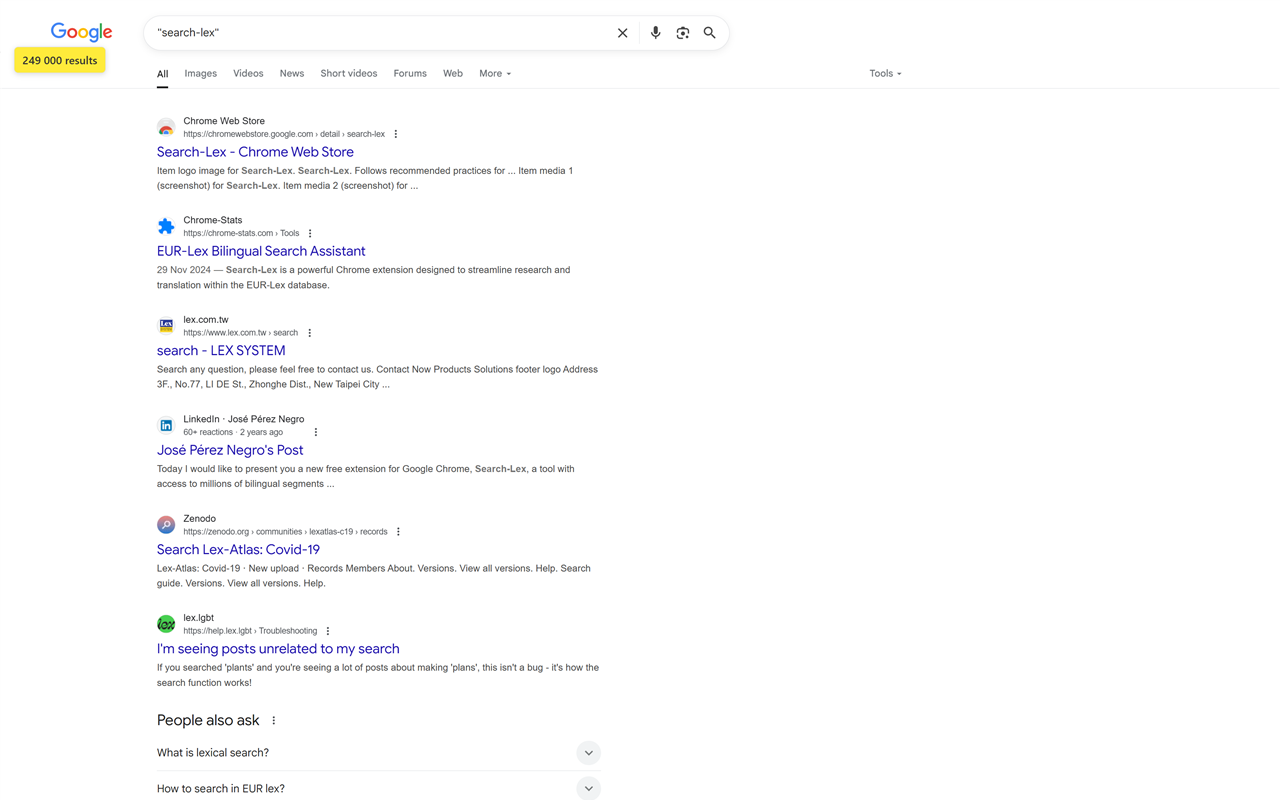 Google
"search-lex"
249 000 results
All Images Videos News Short videos Forums Web More Tools
Chrome Web Store
https://chromewebstore.google.com › detail › search-lex
Search-Lex - Chrome Web Store
Item logo image for Search-Lex. Search-Lex. Follows recommended practices for ... Item media 1
(screenshot) for Search-Lex. Item media 2 (screenshot) for ...
Chrome-Stats
https://chrome-stats.com › Tools
EUR-Lex Bilingual Search Assistant
29 Nov 2024 — Search-Lex is a powerful Chrome extension designed to streamline research and
translation within the EUR-Lex database.
Lex
lex.com.tw
https://www.lex.com.tw › search
search - LEX SYSTEM
Search any question, please feel free to contact us. Contact Now Products Solutions footer logo Address
3F., No.77, LI DE St., Zhonghe Dist., New Taipei City ...
in
LinkedIn · José Pérez Negro
60+ reactions · 2 years ago
José Pérez Negro's Post
Today I would like to present you a new free extension for Google Chrome, Search-Lex, a tool with
access to millions of bilingual segments ...
Zenodo
https://zenodo.org › communities › lexatlas-c19 › records
Search Lex-Atlas: Covid-19
Lex-Atlas: Covid-19 · New upload · Records Members About. Versions. View all versions. Help. Search
guide. Versions. View all versions. Help.
lex
lex.lgbt
https://help.lex.lgbt › Troubleshooting
I'm seeing posts unrelated to my search
If you searched 'plants' and you're seeing a lot of posts about making 'plans', this isn't a bug - it's how the
search function works!
People also ask
What is lexical search?
How to search in EUR lex?